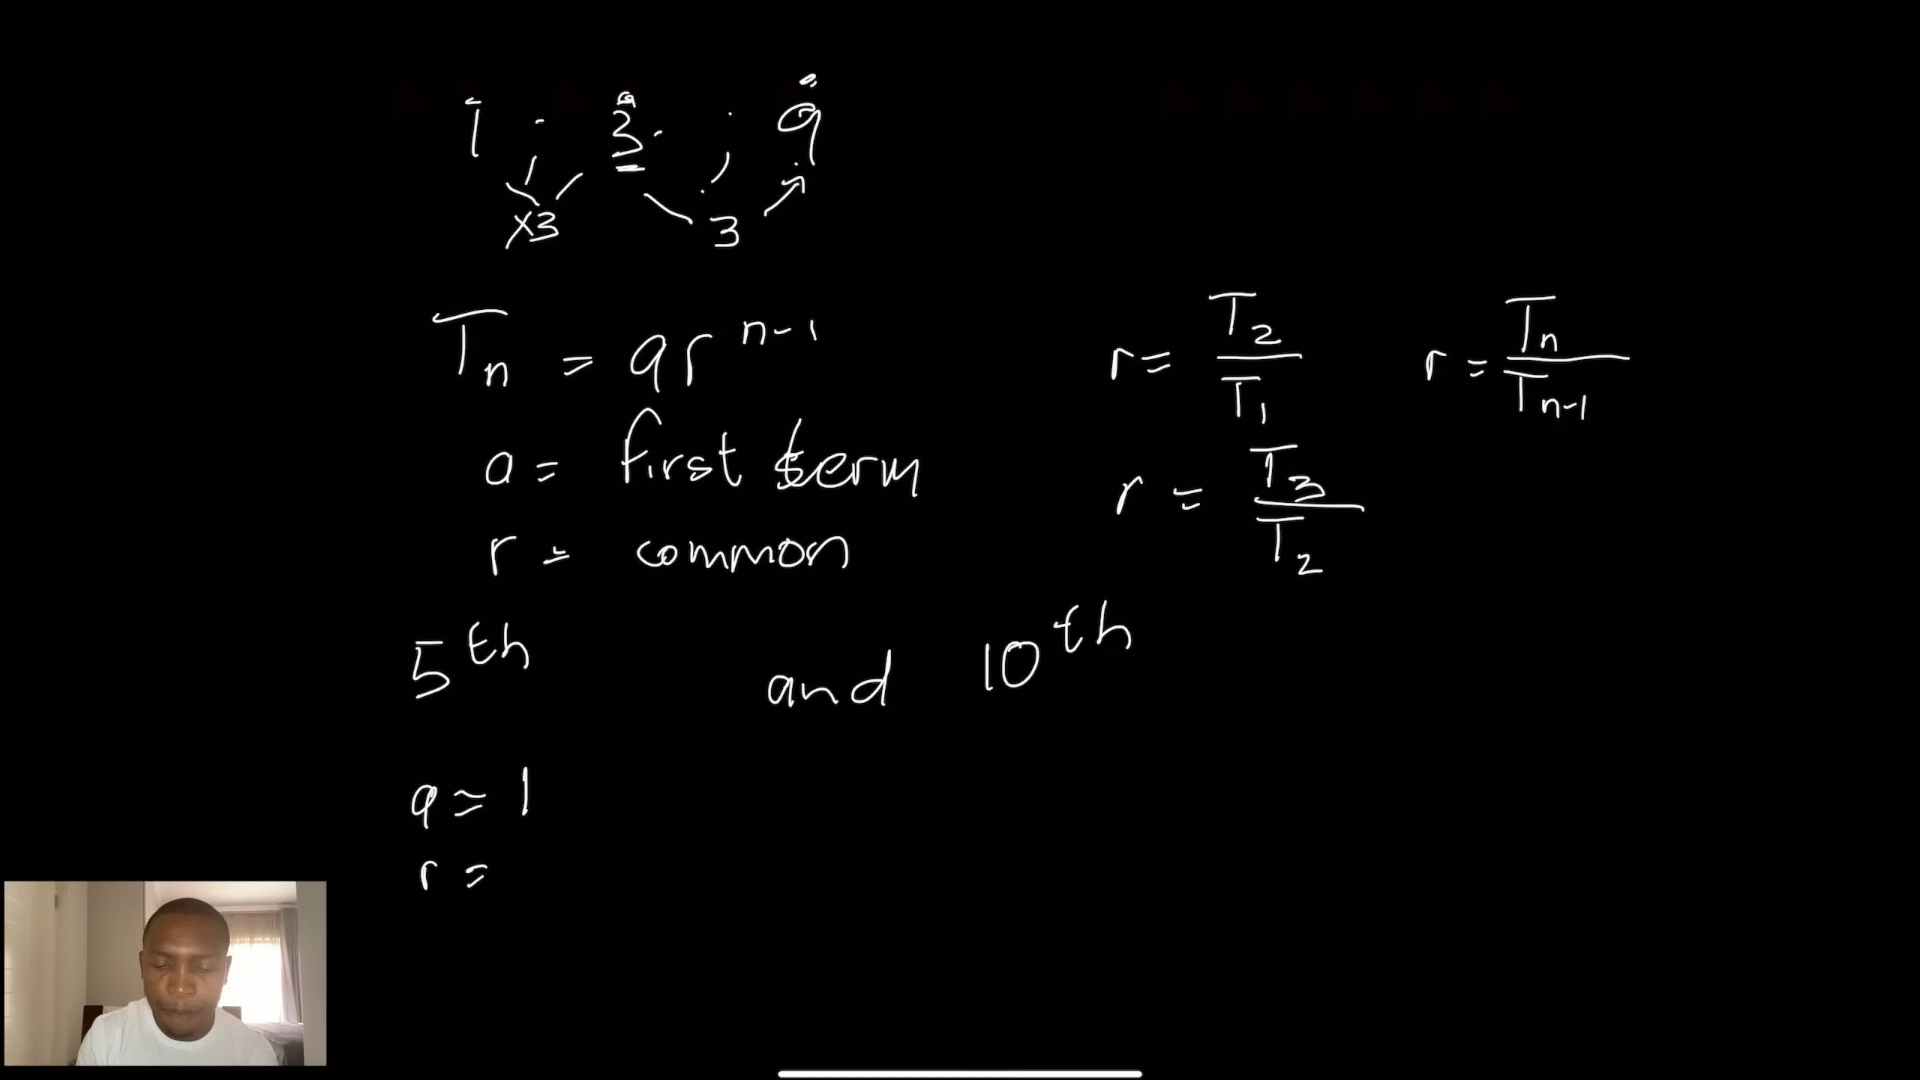 1 ; 3 ; 9
×3 3
Tn = ar^n-1
a = first term
r = common
r = T2/T1 r = Tn/Tn-1
r = T3/T2
5th and 10th
a = 1
r =